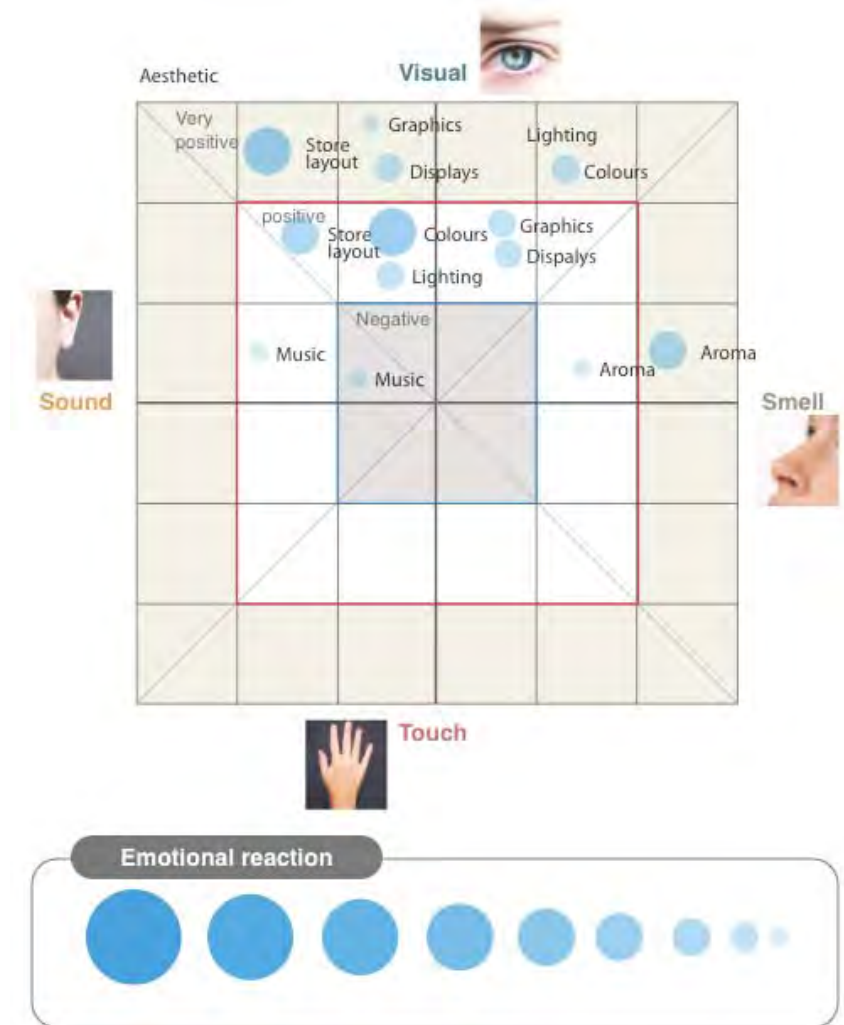 Aesthetic
Visual
Very
positive
Store
layout
Graphics
Displays
Lighting
Colours
positive
Store
layout
Colours
Lighting
Graphics
Dispalys
Negative
Music
Music
Aroma
Aroma
Sound
Smell
Touch
Emotional reaction